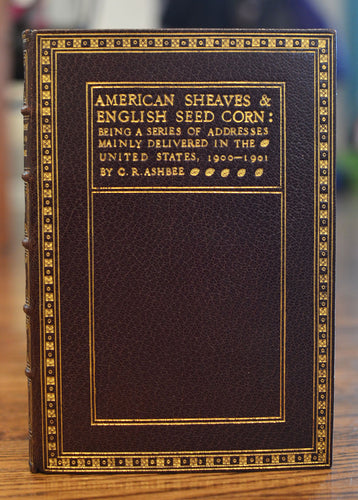 AMERICAN SHEAVES &
ENGLISH SEED CORN:
BEING A SERIES OF ADDRESSES
MAINLY DELIVERED IN THE
UNITED STATES, 1900—1901
BY C. R. ASHBEE